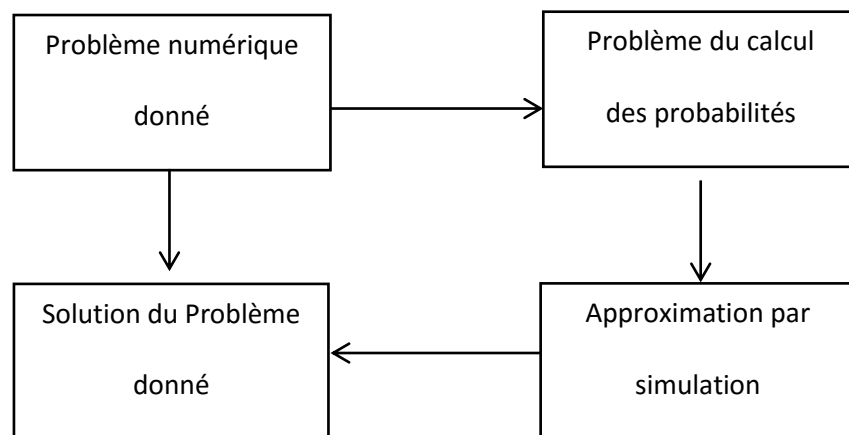 Problème numérique
donné
Problème du calcul
des probabilités
Solution du Problème
donné
Approximation par
simulation